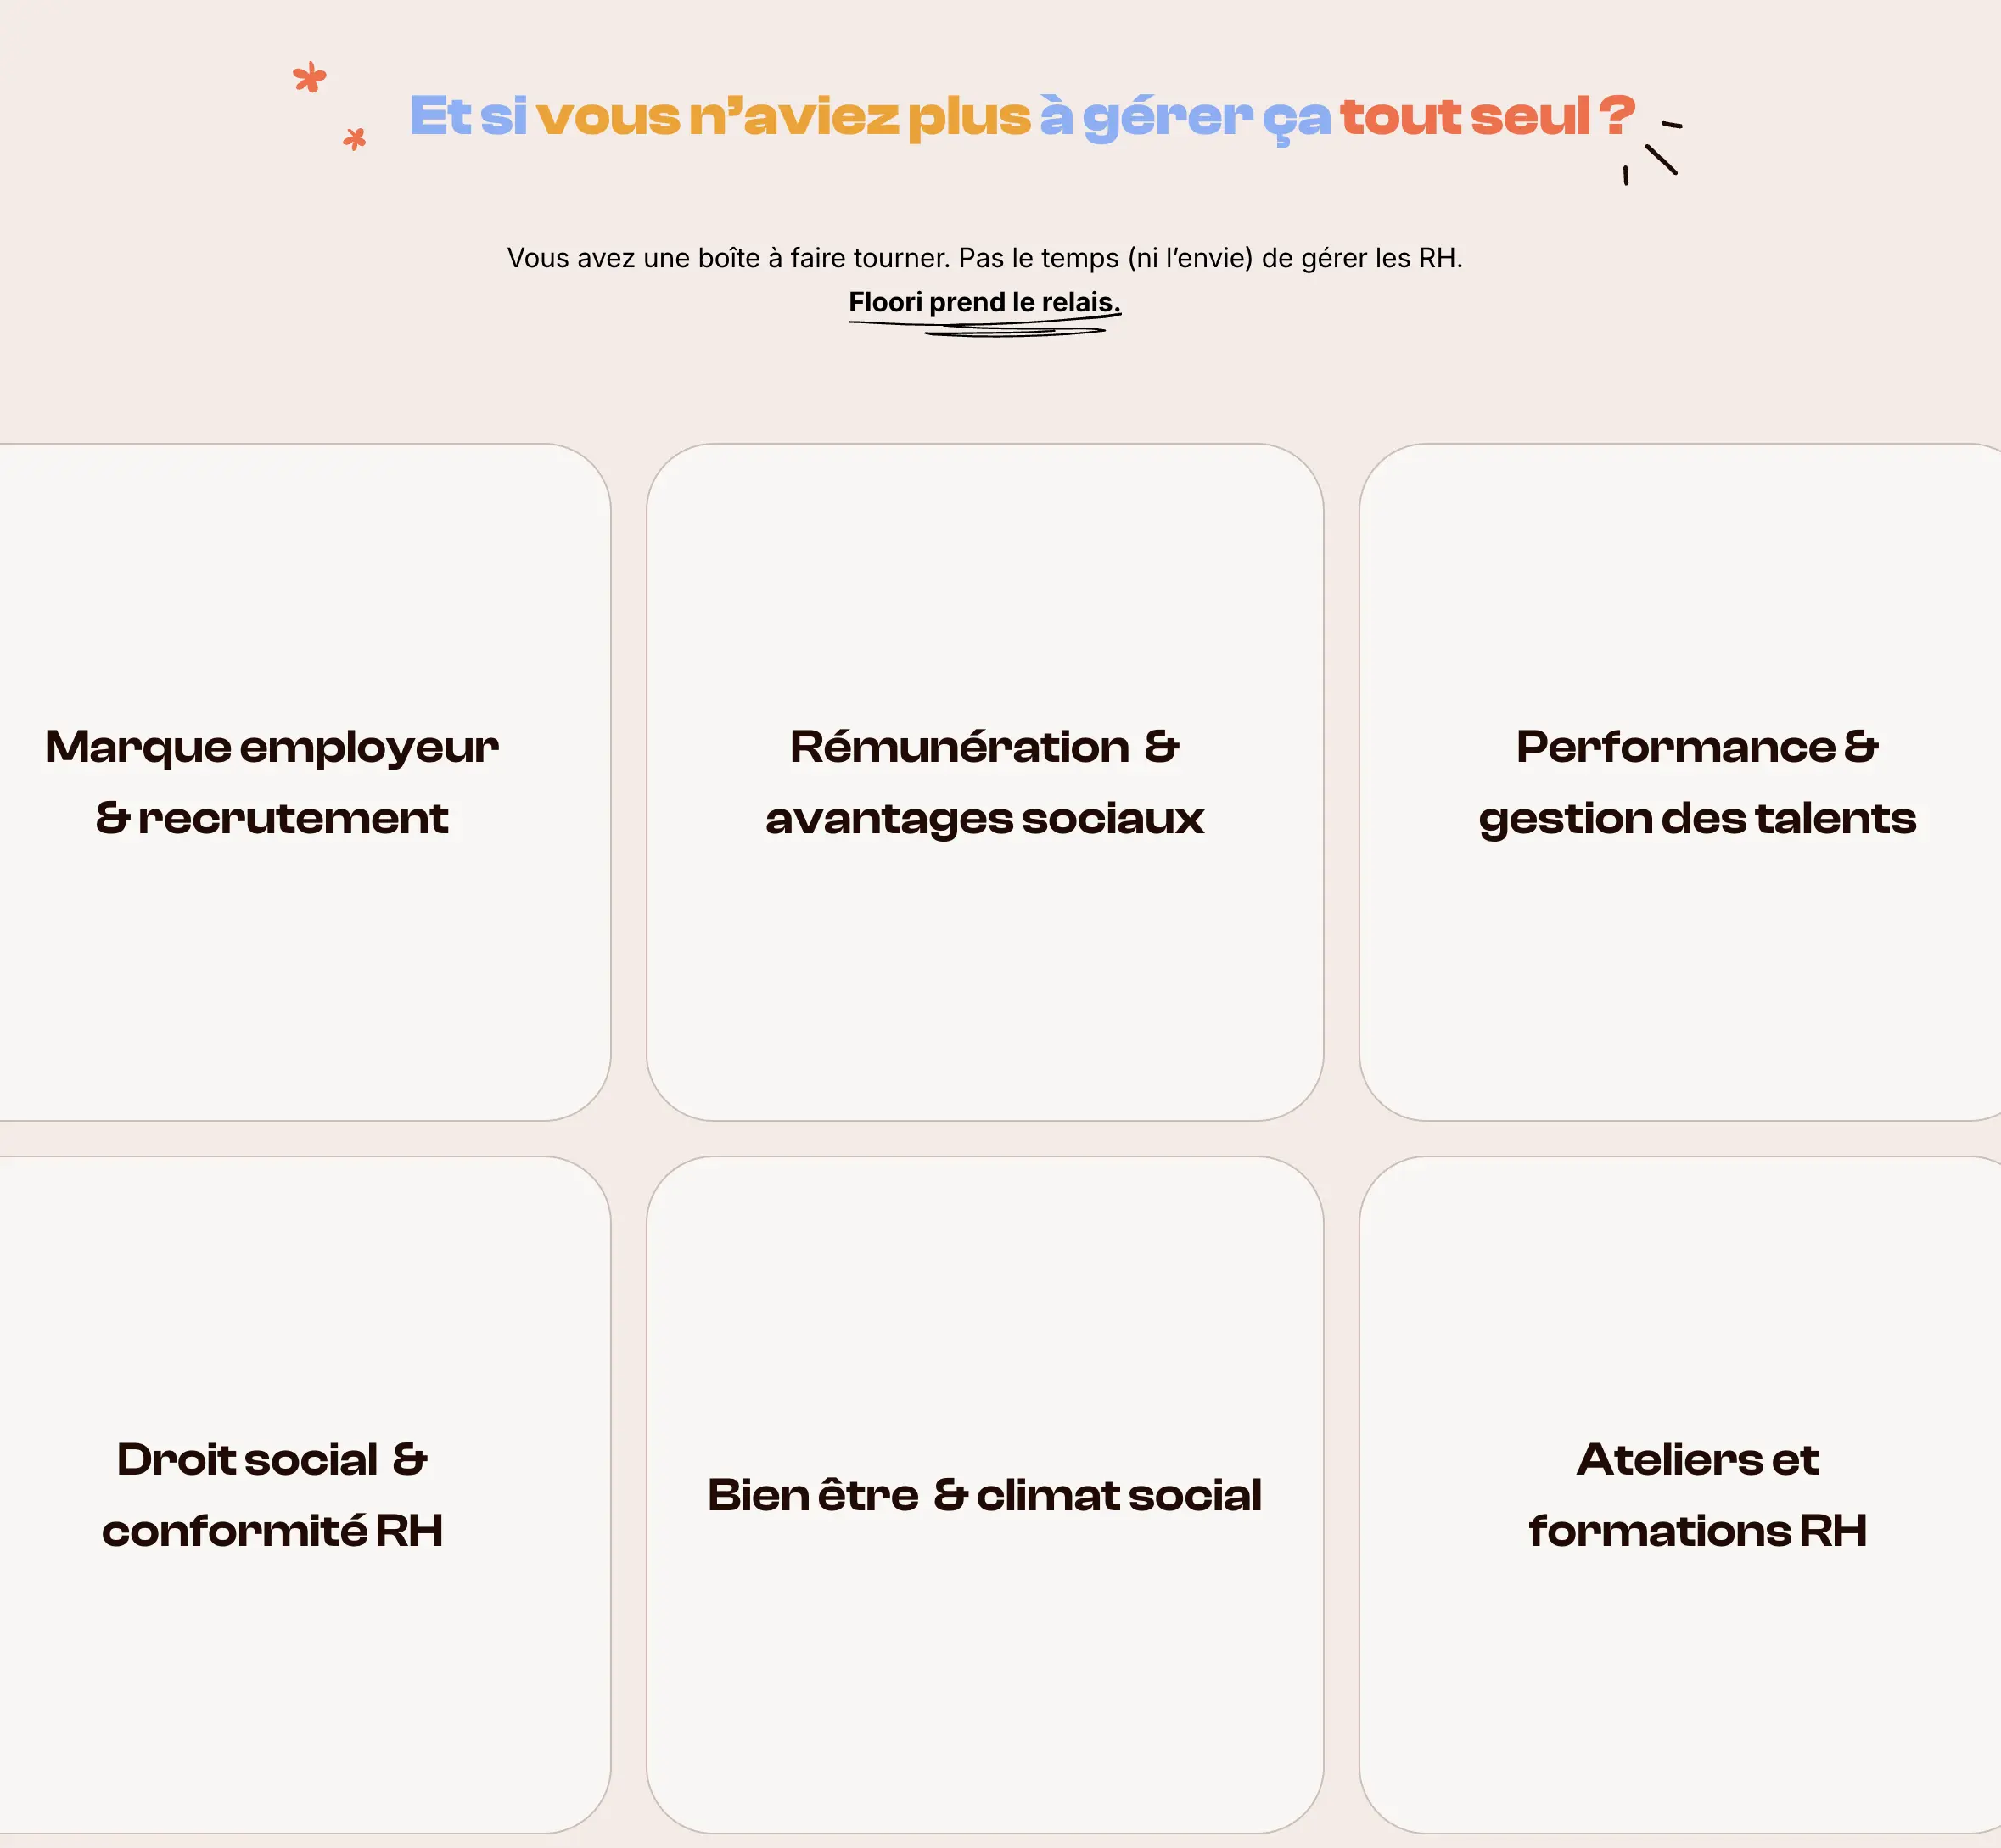 Et si vous n’aviez plus à gérer ça tout seul ?
Vous avez une boîte à faire tourner. Pas le temps (ni l’envie) de gérer les RH.
Floori prend le relais.
Marque employeur
& recrutement
Rémunération &
avantages sociaux
Performance &
gestion des talents
Droit social &
conformité RH
Bien être & climat social
Ateliers et
formations RH